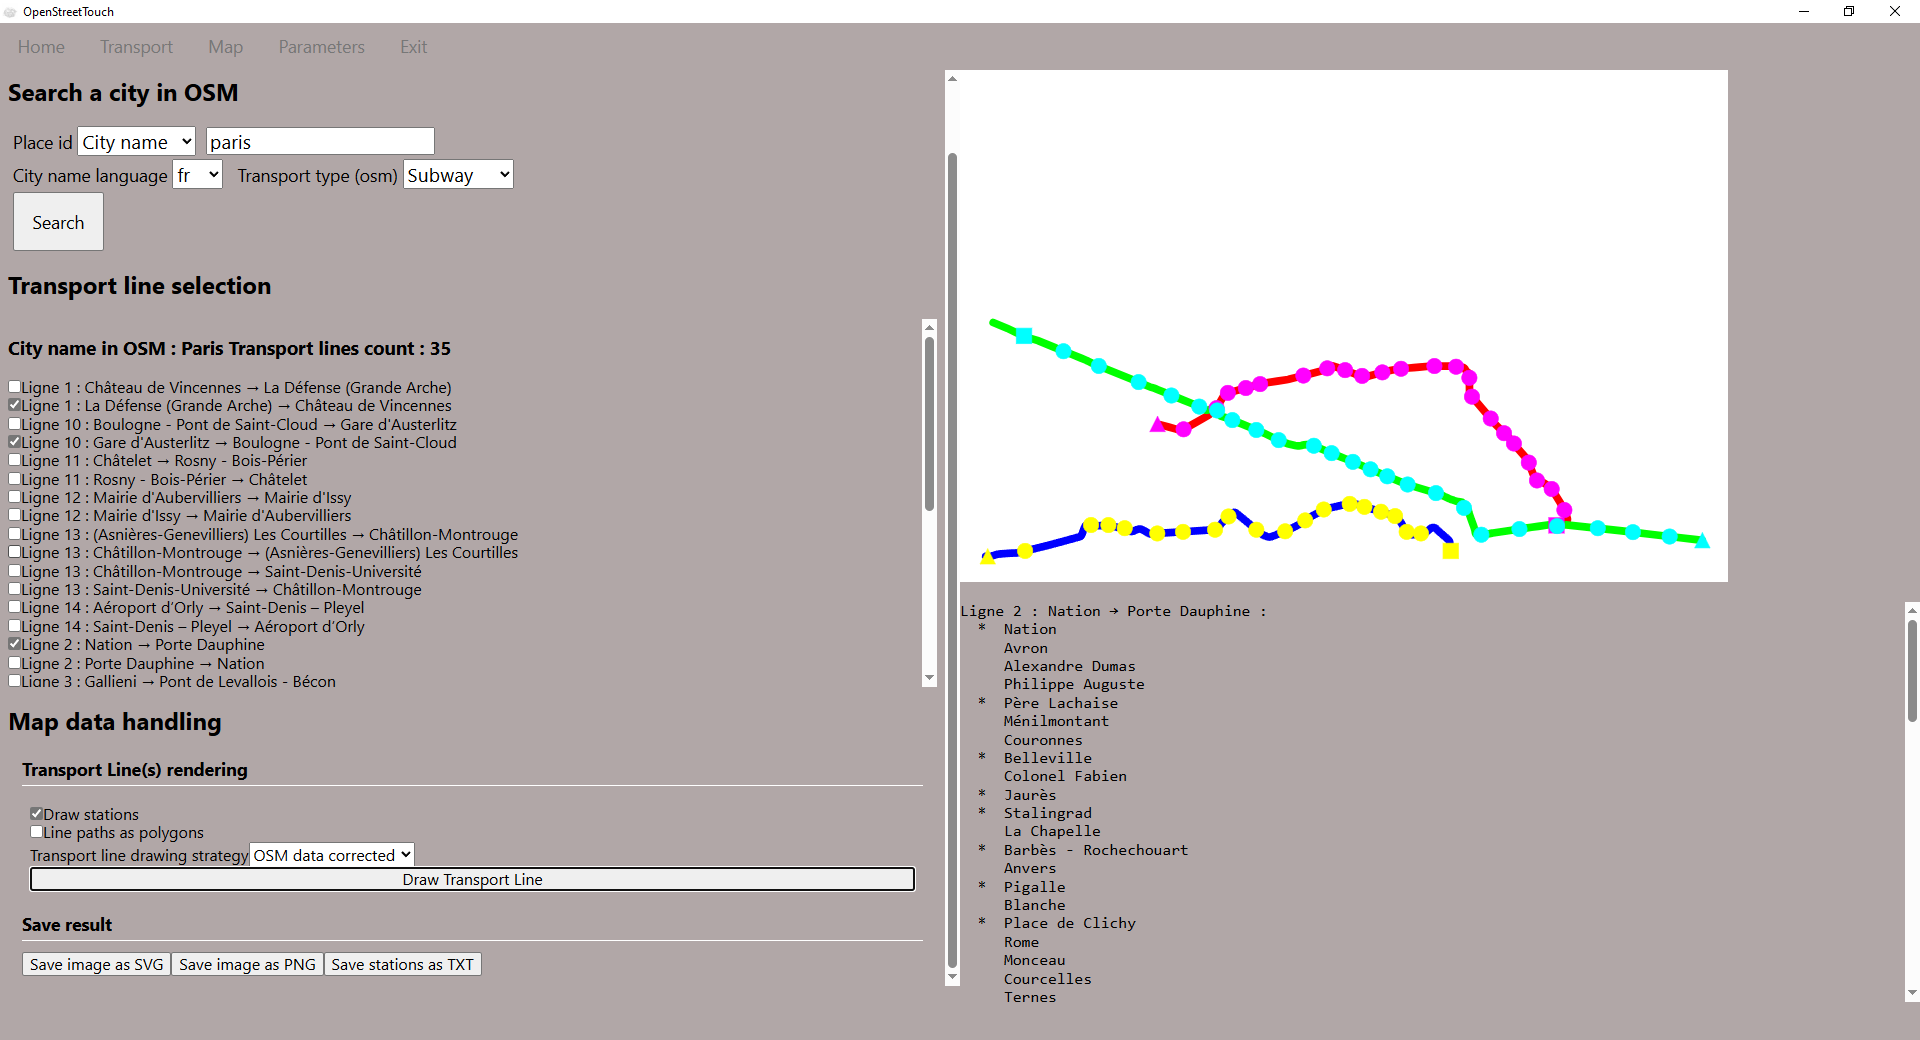 OpenStreetTouch
Home Transport Map Parameters Exit
Search a city in OSM
Place id City name paris
City name language fr Transport type (osm) Subway
Search
Transport line selection
City name in OSM : Paris Transport lines count : 35
Ligne 1 : Château de Vincennes → La Défense (Grande Arche)
Ligne 1 : La Défense (Grande Arche) → Château de Vincennes
Ligne 10 : Boulogne - Pont de Saint-Cloud → Gare d'Austerlitz
Ligne 10 : Gare d'Austerlitz → Boulogne - Pont de Saint-Cloud
Ligne 11 : Châtelet → Rosny - Bois-Périer
Ligne 11 : Rosny - Bois-Périer → Châtelet
Ligne 12 : Mairie d'Aubervilliers → Mairie d'Issy
Ligne 12 : Mairie d'Issy → Mairie d'Aubervilliers
Ligne 13 : (Asnières-Genevilliers) Les Courtilles → Châtillon-Montrouge
Ligne 13 : Châtillon-Montrouge → (Asnières-Genevilliers) Les Courtilles
Ligne 13 : Châtillon-Montrouge → Saint-Denis-Université
Ligne 13 : Saint-Denis-Université → Châtillon-Montrouge
Ligne 14 : Aéroport d’Orly → Saint-Denis – Pleyel
Ligne 14 : Saint-Denis – Pleyel → Aéroport d’Orly
Ligne 2 : Nation → Porte Dauphine
Ligne 2 : Porte Dauphine → Nation
Ligne 3 : Gallieni → Pont de Levallois - Bécon
Map data handling
Transport Line(s) rendering
Draw stations
Line paths as polygons
Transport line drawing strategy OSM data corrected
Draw Transport Line
Save result
Save image as SVG Save image as PNG Save stations as TXT
Ligne 2 : Nation → Porte Dauphine :
* Nation
Avron
Alexandre Dumas
Philippe Auguste
* Père Lachaise
Ménilmontant
Couronnes
* Belleville
Colonel Fabien
* Jaurès
* Stalingrad
La Chapelle
* Barbès - Rochechouart
Anvers
* Pigalle
Blanche
* Place de Clichy
Rome
Monceau
Courcelles
Ternes